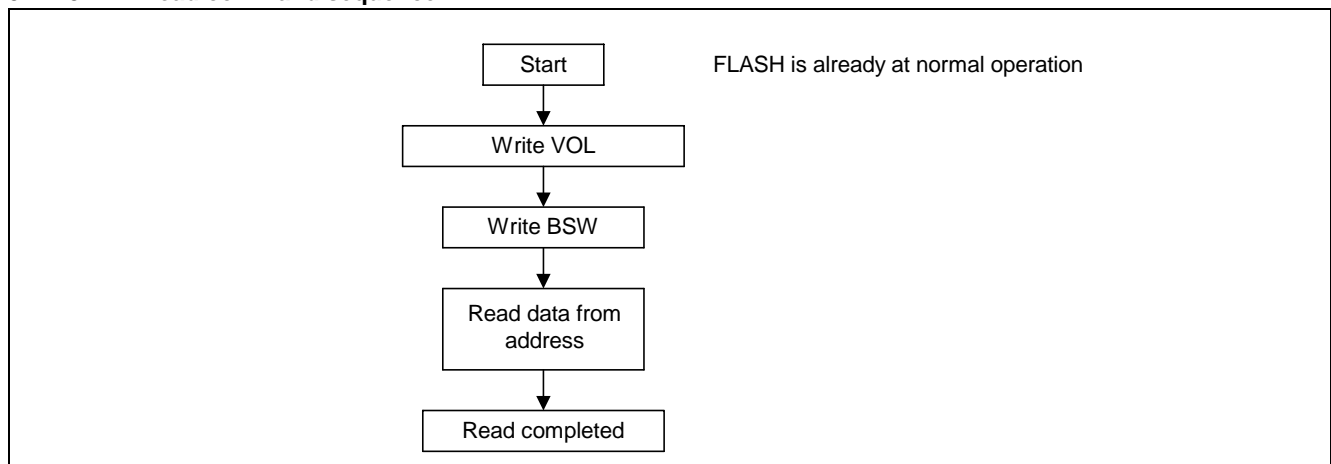 Start
FLASH is already at normal operation
Write VOL
Write BSW
Read data from
address
Read completed